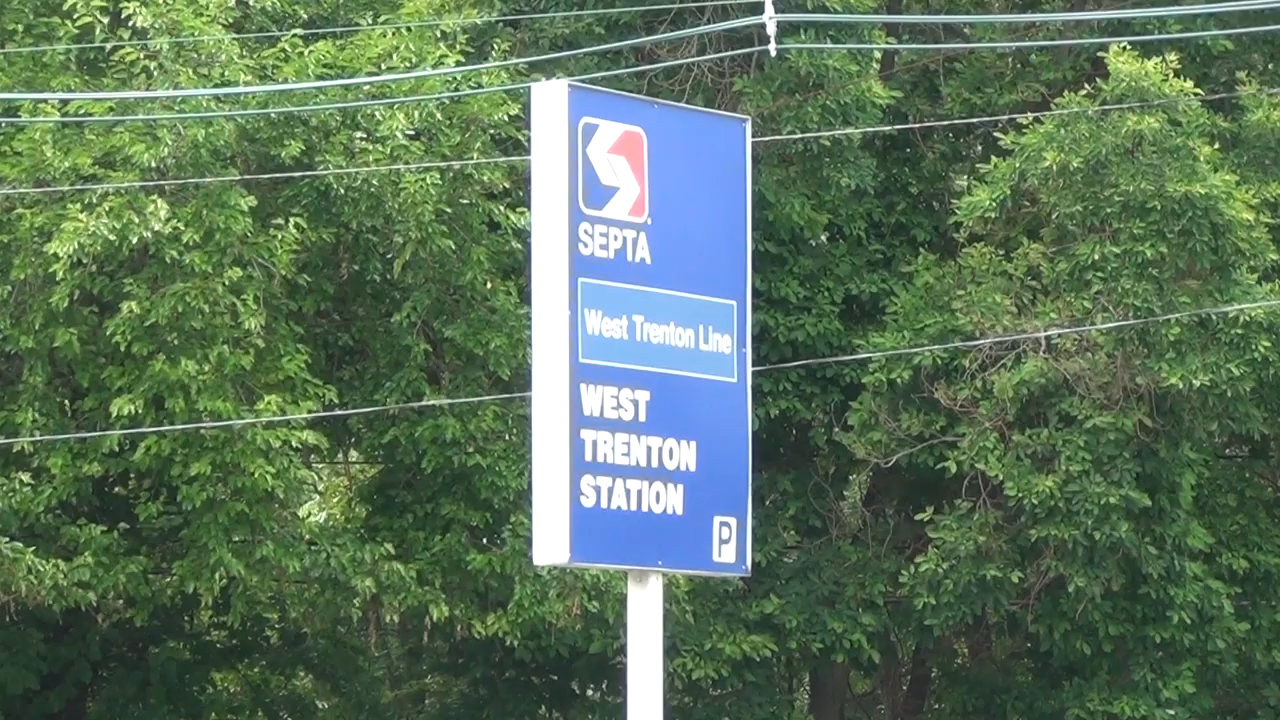 SEPTA
West Trenton Line
WEST
TRENTON
STATION
P